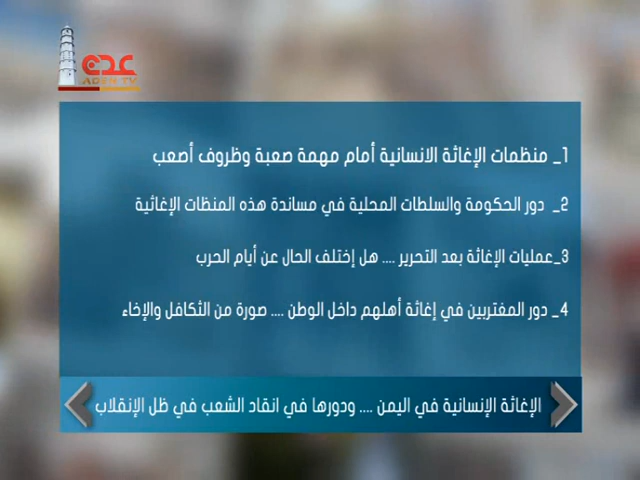 عدن
ADEN TV
1_ منظمات الإغاثة الانسانية أمام مهمة صعبة وظروف أصعب
2_ دور الحكومة والسلطات المحلية في مساندة هذه المنظات الإغاثية
3_عمليات الإغاثة بعد التحرير .... هل إختلف الحال عن أيام الحرب
4_ دور المغتربين في إغاثة أهلهم داخل الوطن .... صورة من التكافل والإخاء
الإغاثة الإنسانية في اليمن .... ودورها في انقاد الشعب في ظل الإنقلاب